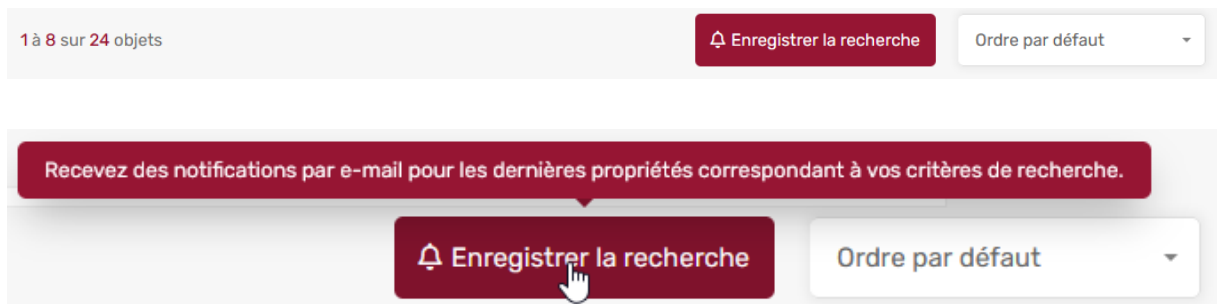 1 à 8 sur 24 objets
Enregistrer la recherche
Ordre par défaut
Recevez des notifications par e-mail pour les dernières propriétés correspondant à vos critères de recherche.
Enregistrer la recherche
Ordre par défaut